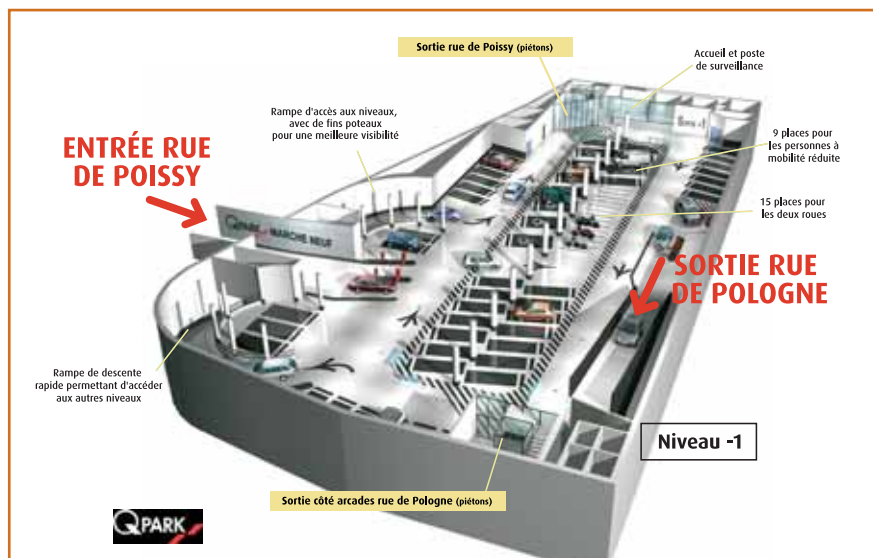 Sortie rue de Poissy (piétons)
Accueil et poste
de surveillance
Rampe d'accès aux niveaux,
avec de fins poteaux
pour une meilleure visibilité
ENTRÉE RUE
DE POISSY
9 places pour
les personnes à
mobilité réduite
15 places pour
les deux roues
QPARK MARCHE NEUF
SORTIE RUE
DE POLOGNE
Rampe de descente
rapide permettant d'accéder
aux autres niveaux
Niveau -1
Sortie côté arcades rue de Pologne (piétons)
QPARK